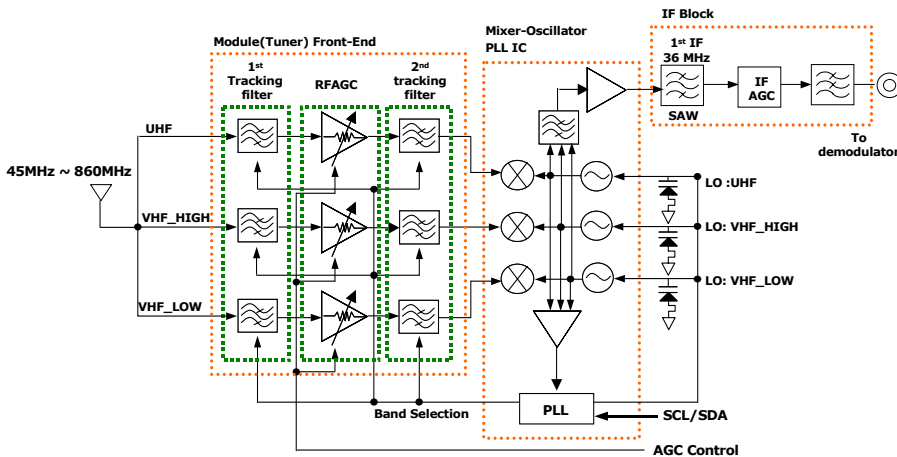 IF Block
Mixer-Oscillator
PLL IC
Module(Tuner) Front-End
1st IF
36 MHz
1st
Tracking
filter
RFAGC
2nd
tracking
filter
IF
AGC
SAW
UHF
To
demodulator
45MHz ~ 860MHz
LO :UHF
VHF_HIGH
LO: VHF_HIGH
LO: VHF_LOW
VHF_LOW
Band Selection
PLL
SCL/SDA
AGC Control